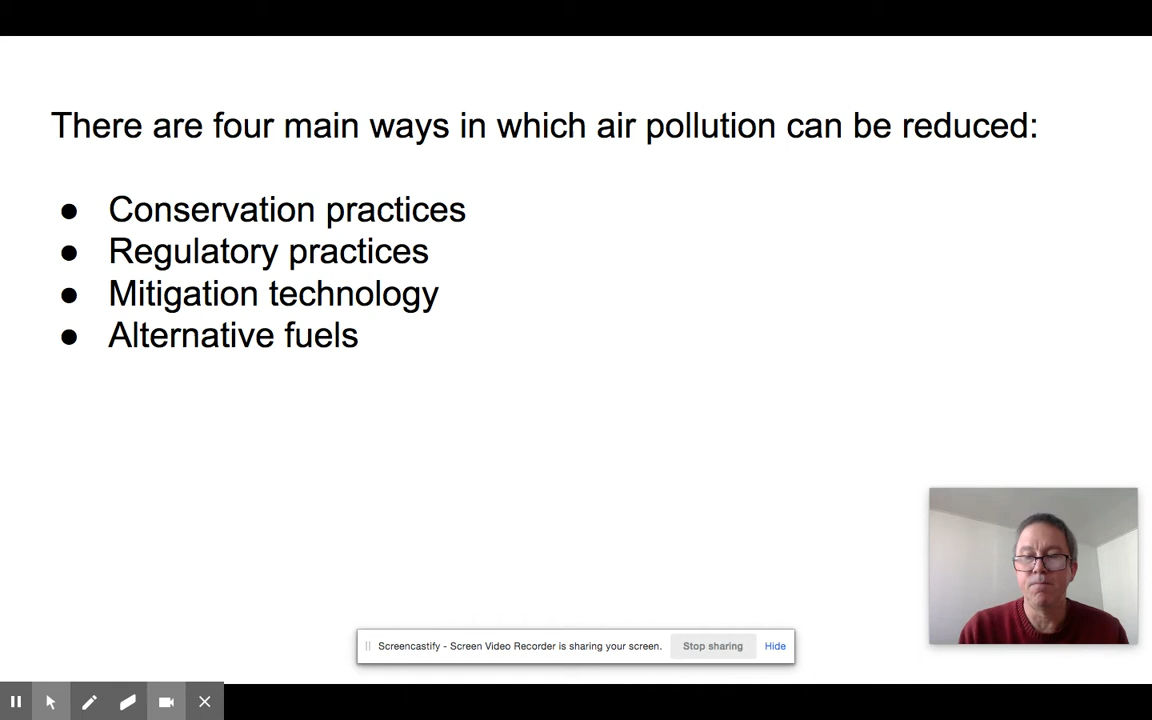 There are four main ways in which air pollution can be reduced:
● Conservation practices
● Regulatory practices
● Mitigation technology
● Alternative fuels
Screencastify - Screen Video Recorder is sharing your screen. Stop sharing Hide